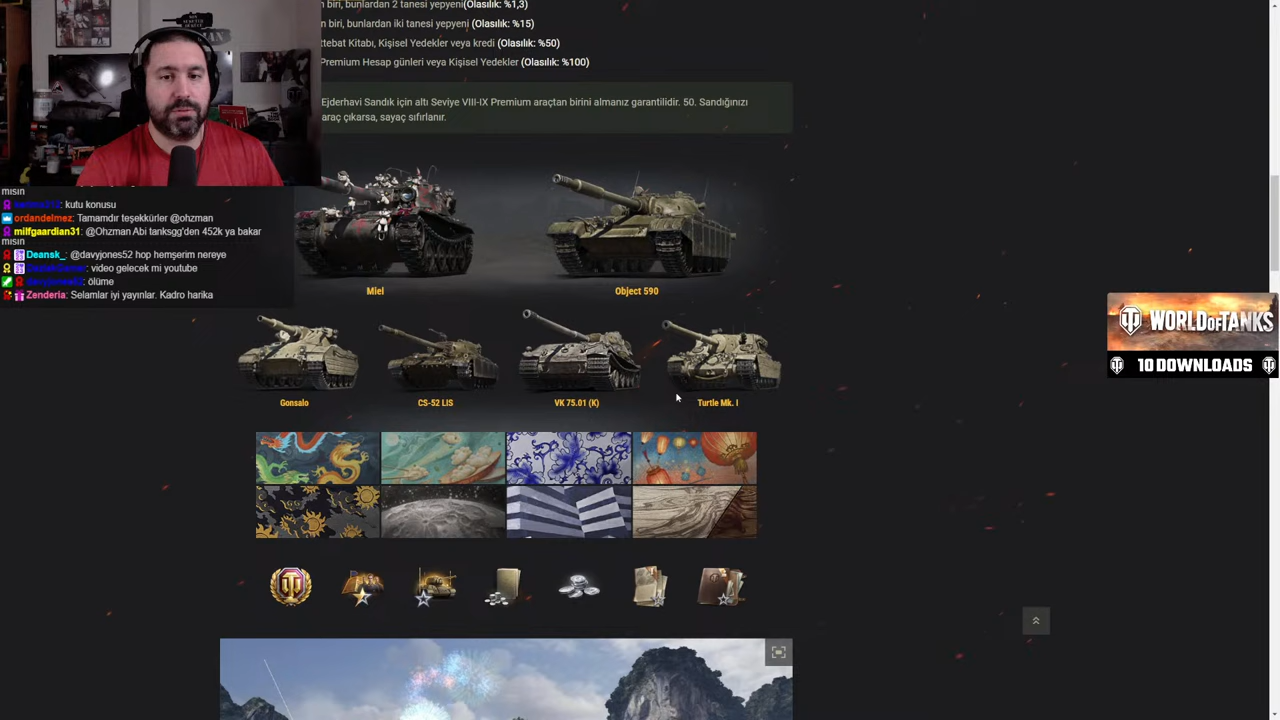 n biri, bunlardan 2 tanesi yepyeni(Olasılık: %1,3)
n biri, bunlardan iki tanesi yepyeni (Olasılık: %15)
ttebat Kitabı, Kişisel Yedekler veya kredi (Olasılık: %50)
Premium Hesap günleri veya Kişisel Yedekler (Olasılık: %100)
Ejderhavi Sandık için altı Seviye VIII-IX Premium araçtan birini almanız garantilidir. 50. Sandığınızı
araç çıkarsa, sayaç sıfırlanır.
misin
: kutu konusu
ordandelmez: Tamamdır teşekkürler @ohzman
milfgaardian31: @Ohzman Abi tanksgg'den 452k ya bakar
misin
Deansk_: @davyjones52 hop hemşerim nereye
: video gelecek mi youtube
: ölüme
Zenderia: Selamlar iyi yayınlar. Kadro harika
Miel
Object 590
Gonsalo
CS-52 LIS
VK 75.01 (K)
Turtle Mk. I
WORLD OF TANKS
10 DOWNLOADS